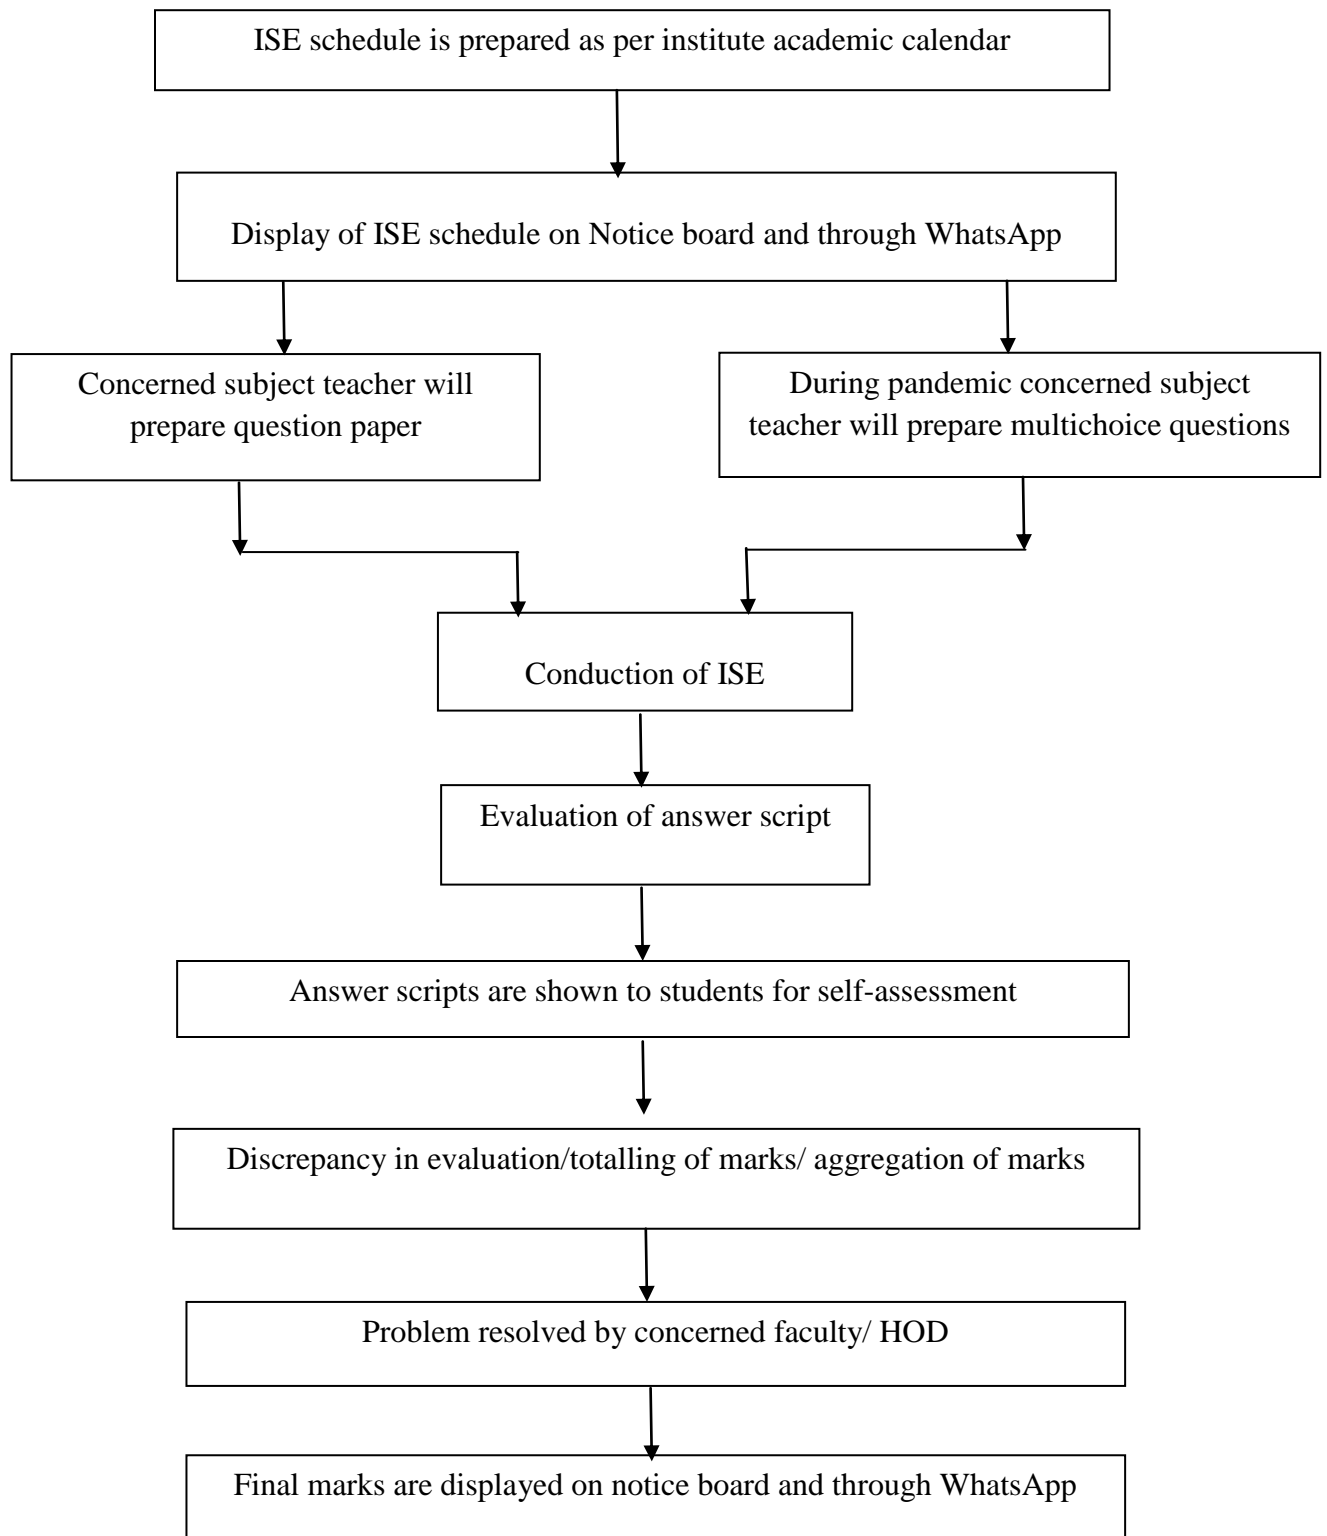 ISE schedule is prepared as per institute academic calendar
Display of ISE schedule on Notice board and through WhatsApp
Concerned subject teacher will
prepare question paper
During pandemic concerned subject
teacher will prepare multichoice questions
Conduction of ISE
Evaluation of answer script
Answer scripts are shown to students for self-assessment
Discrepancy in evaluation/totalling of marks/ aggregation of marks
Problem resolved by concerned faculty/ HOD
Final marks are displayed on notice board and through WhatsApp